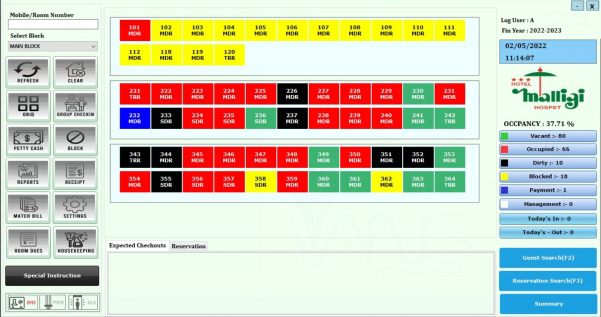 - X
Mobile/Room Number
Select Block
MAIN BLOCK
REFRESH
CLEAR
GRID
GROUP CHECKIN
PETTY CASH
BLOCK
REPORTS
RECEIPT
MATCH BILL
SETTINGS
ROOM DUES
HOUSEKEEPING
Special Instruction
SMS
PWR
TELE
101 102 103 104 105 106 107 108 109 110 111
MDR MDR MDR MDR MDR MDR MDR MDR MDR MDR MDR
112 118 119 120
MDR MDR MDR TRR
221 222 223 224 225 226 227 228 229 230 231
TRR MDR MDR MDR MDR MDR MDR MDR MDR MDR MDR
232 233 234 235 236 237 238 239 240 241 242
MDR SDR SDR SDR SDR MDR MDR MDR MDR MDR TRR
343 344 345 346 347 348 349 350 351 352 353
TRR MDR MDR MDR MDR MDR MDR MDR MDR MDR MDR
354 355 356 357 358 359 360 361 362 363 364
MDR SDR SDR SDR SDR MDR MDR MDR MDR MDR TRR
Expected Checkouts Reservation
Log User : A
Fin Year : 2022-2023
02/05/2022
11:14:07
HOTEL
malligi
HOSPET
OCCUPANCY : 37.71 %
Vacant :- 80
Occupied :- 66
Dirty :- 10
Blocked :- 18
Payment :- 1
Management :- 0
Today's In :- 0
Today's - Out :- 0
Guest Search(F2)
Reservation Search(F3)
Summary